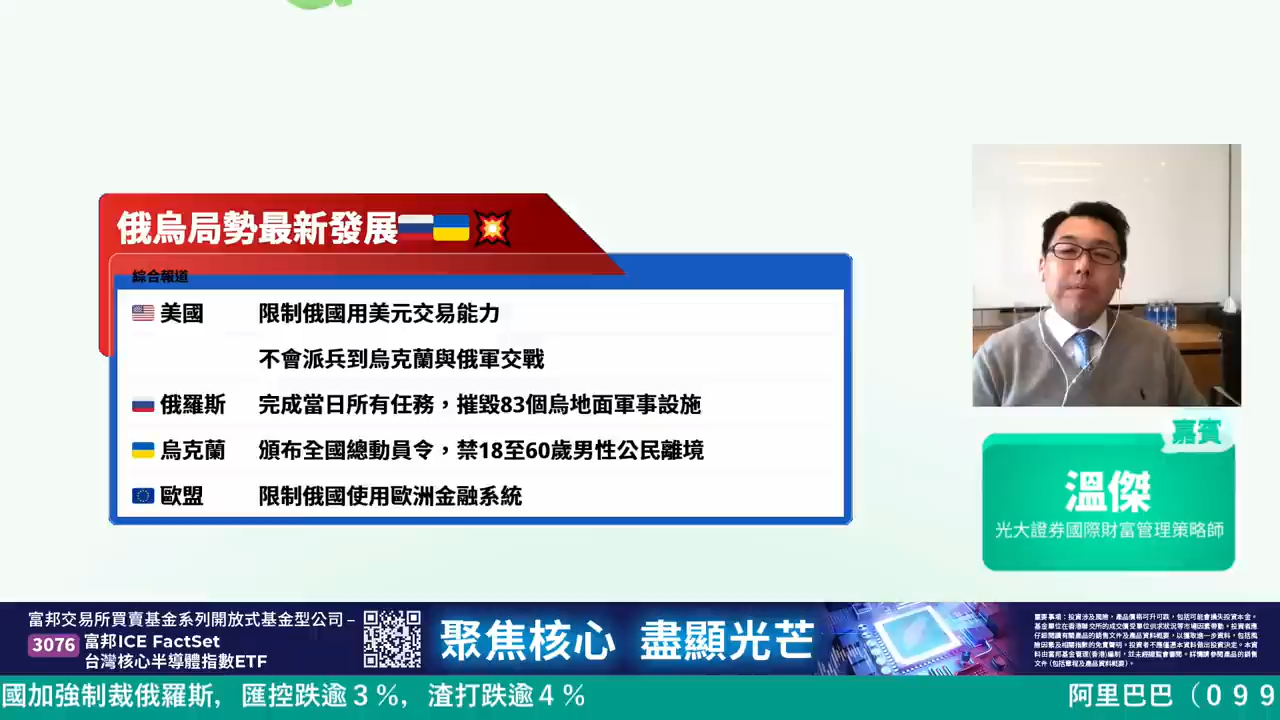 俄烏局勢最新發展
綜合報道
美國 限制俄國用美元交易能力
不會派兵到烏克蘭與俄軍交戰
俄羅斯 完成當日所有任務，摧毀83個烏地面軍事設施
烏克蘭 頒布全國總動員令，禁18至60歲男性公民離境
歐盟 限制俄國使用歐洲金融系統
嘉賓
溫傑
光大證券國際財富管理策略師
富邦交易所買賣基金系列開放式基金型公司 –
3076 富邦ICE FactSet
台灣核心半導體指數ETF
聚焦核心 盡顯光芒
國加強制裁俄羅斯，匯控跌逾3%，渣打跌逾4% 阿里巴巴（099